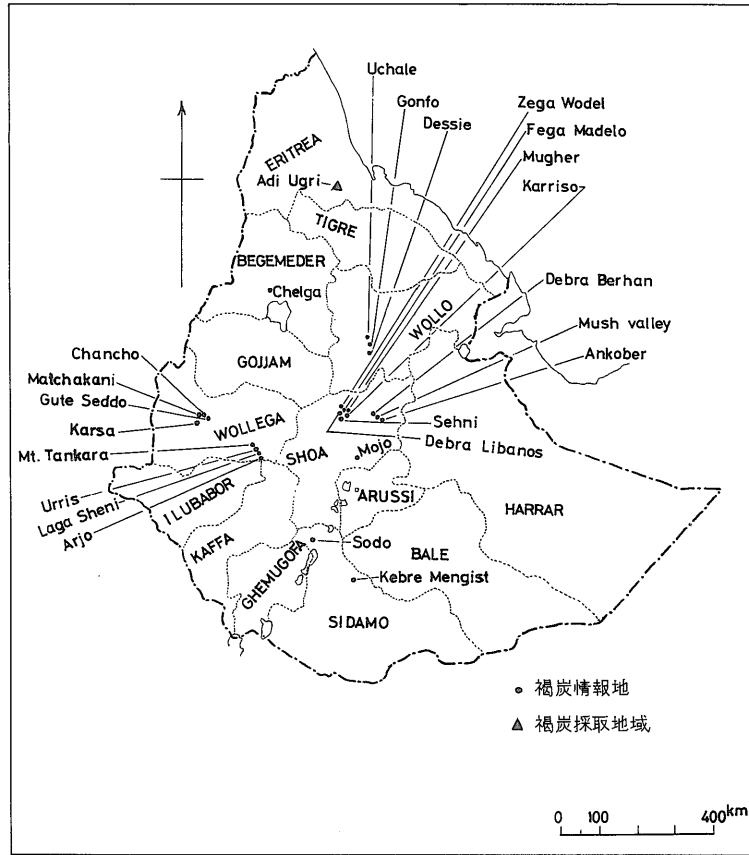 Uchale
Gonfo
Dessie
Zega Wodel
Fega Madelo
Mugher
Karriso
ERITREA
Adi Ugri
TIGRE
BEGEMEDER
Chelga
WOLLO
Debra Berhan
Mush valley
Ankober
GOJJAM
Chancho
Matchakani
Gute Seddo
Karsa
Mt. Tankara
WOLLEGA
SHOA
Sehni
Debra Libanos
Mojo
Urris
Laga Sheni
Arjo
ILUBABOR
ARUSSI
HARRAR
KAFFA
Sodo
BALE
GHEMUGOFA
Kebre Mengist
SIDAMO
褐炭情報地
褐炭採取地域
0 100 400km